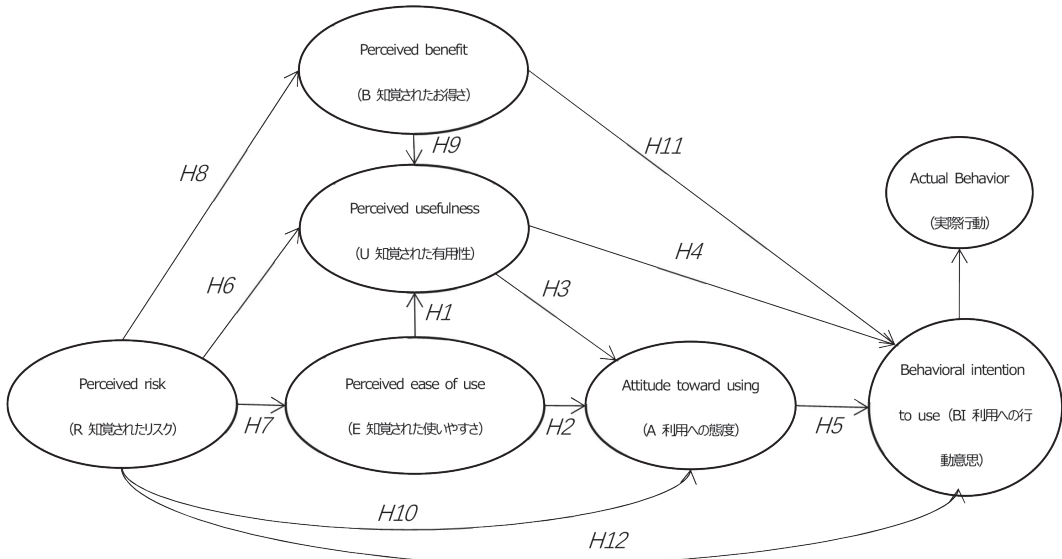 Perceived benefit
（B 知覚されたお得さ）
H9
H11
H8
Actual Behavior
（実際行動）
Perceived usefulness
（U 知覚された有用性）
H4
H6
H3
H1
Perceived risk
（R 知覚されたリスク）
Perceived ease of use
（E 知覚された使いやすさ）
Attitude toward using
（A 利用への態度）
Behavioral intention
to use（BI 利用への行
動意思）
H7
H2
H5
H10
H12